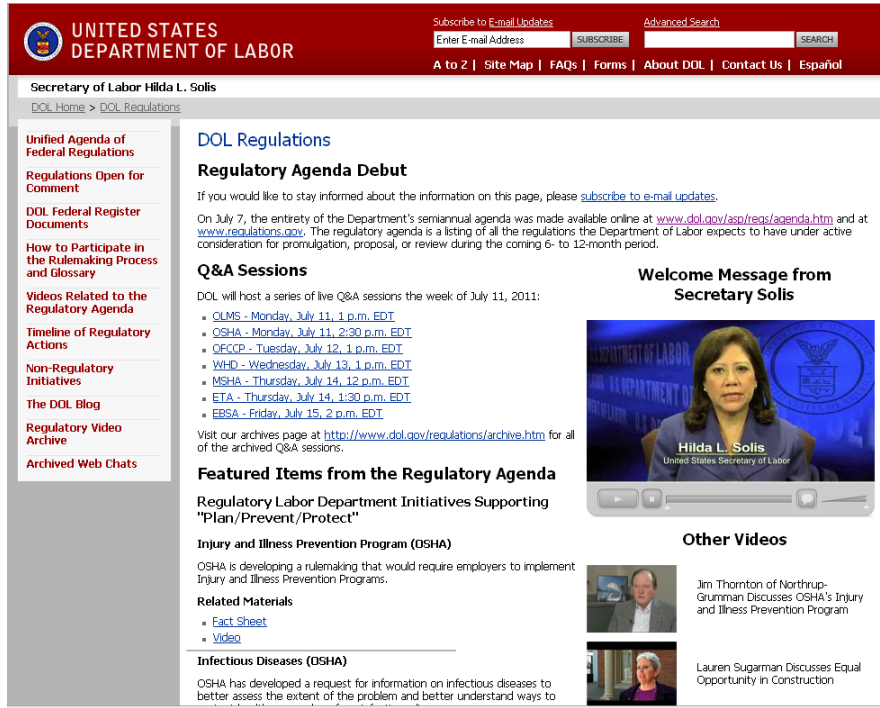 UNITED STATES
DEPARTMENT OF LABOR
Subscribe to E-mail Updates
Advanced Search
Enter E-mail Address
SUBSCRIBE
SEARCH
A to Z | Site Map | FAQs | Forms | About DOL | Contact Us | Español
Secretary of Labor Hilda L. Solis
DOL Home > DOL Regulations
Unified Agenda of
Federal Regulations
Regulations Open for
Comment
DOL Federal Register
Documents
How to Participate in
the Rulemaking Process
and Glossary
Videos Related to the
Regulatory Agenda
Timeline of Regulatory
Actions
Non-Regulatory
Initiatives
The DOL Blog
Regulatory Video
Archive
Archived Web Chats
DOL Regulations
Regulatory Agenda Debut
If you would like to stay informed about the information on this page, please subscribe to e-mail updates.
On July 7, the entirety of the Department's semiannual agenda was made available online at www.dol.gov/asp/regs/agenda.htm and at
www.regulations.gov. The regulatory agenda is a listing of all the regulations the Department of Labor expects to have under active
consideration for promulgation, proposal, or review during the coming 6- to 12-month period.
Q&A Sessions
DOL will host a series of live Q&A sessions the week of July 11, 2011:
OLMS - Monday, July 11, 1 p.m. EDT
OSHA - Monday, July 11, 2:30 p.m. EDT
OFCCP - Tuesday, July 12, 1 p.m. EDT
WHD - Wednesday, July 13, 1 p.m. EDT
MSHA - Thursday, July 14, 12 p.m. EDT
ETA - Thursday, July 14, 1:30 p.m. EDT
EBSA - Friday, July 15, 2 p.m. EDT
Visit our archives page at http://www.dol.gov/regulations/archive.htm for all
of the archived Q&A sessions.
Featured Items from the Regulatory Agenda
Regulatory Labor Department Initiatives Supporting
"Plan/Prevent/Protect"
Injury and Illness Prevention Program (OSHA)
OSHA is developing a rulemaking that would require employers to implement
Injury and Illness Prevention Programs.
Related Materials
Fact Sheet
Video
Infectious Diseases (OSHA)
OSHA has developed a request for information on infectious diseases to
better assess the extent of the problem and better understand ways to
Welcome Message from
Secretary Solis
Hilda L. Solis
United States Secretary of Labor
Other Videos
Jim Thornton of Northrup-
Grumman Discusses OSHA's Injury
and Illness Prevention Program
Lauren Sugarman Discusses Equal
Opportunity in Construction